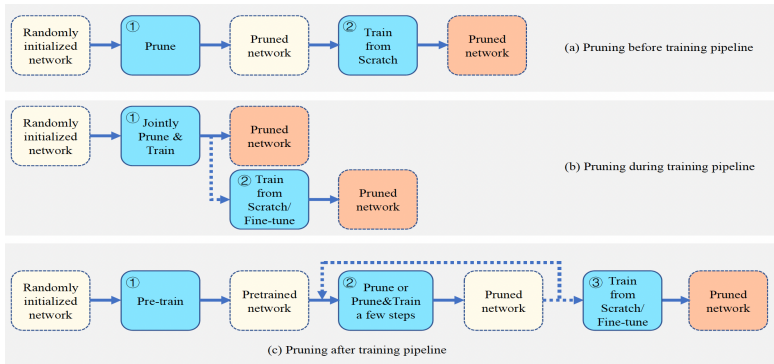 ①
②
Randomly
initialized
network
Prune
Pruned
network
Train
from
Scratch
Pruned
network
(a) Pruning before training pipeline
①
Randomly
initialized
network
Jointly
Prune &
Train
Pruned
network
②
Train
from
Scratch/
Fine-tune
Pruned
network
(b) Pruning during training pipeline
①
②
③
Randomly
initialized
network
Pre-train
Pretrained
network
Prune or
Prune&Train
a few steps
Pruned
network
Train
from
Scratch/
Fine-tune
Pruned
network
(c) Pruning after training pipeline